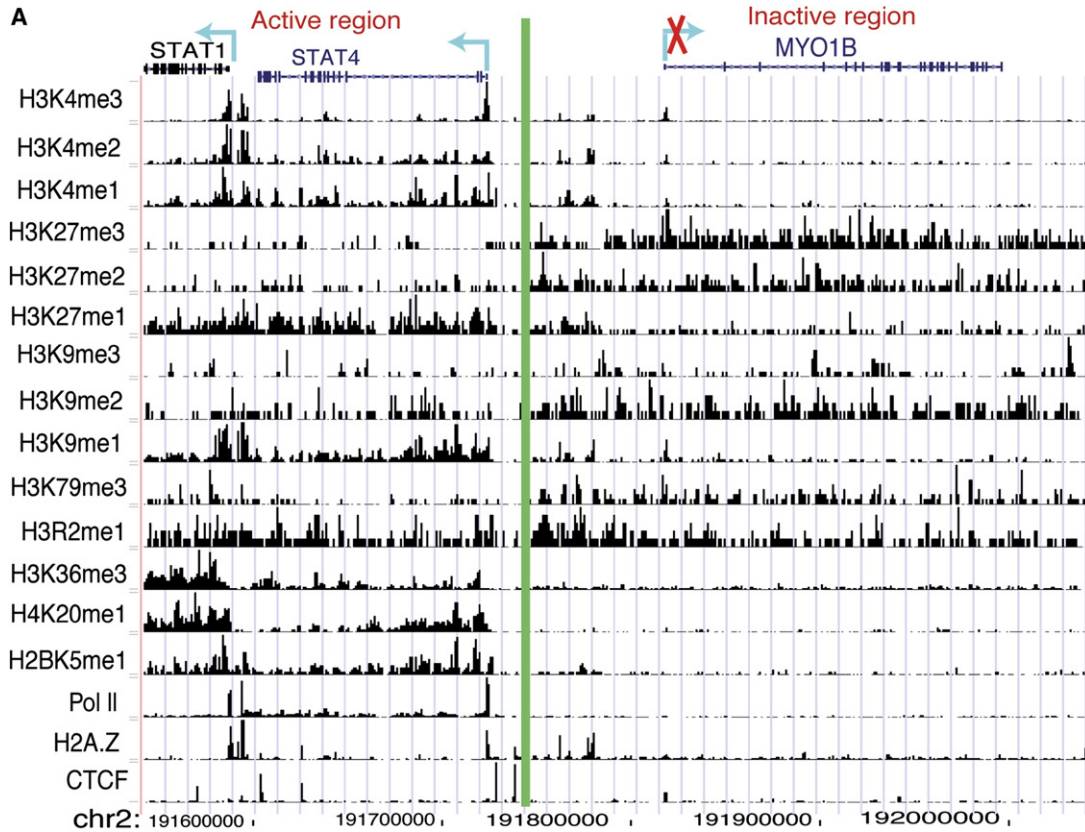 A
Active region
Inactive region
STAT1
STAT4
MYO1B
H3K4me3
H3K4me2
H3K4me1
H3K27me3
H3K27me2
H3K27me1
H3K9me3
H3K9me2
H3K9me1
H3K79me3
H3R2me1
H3K36me3
H4K20me1
H2BK5me1
Pol II
H2A.Z
CTCF
chr2: 191600000 191700000 191800000 191900000 192000000